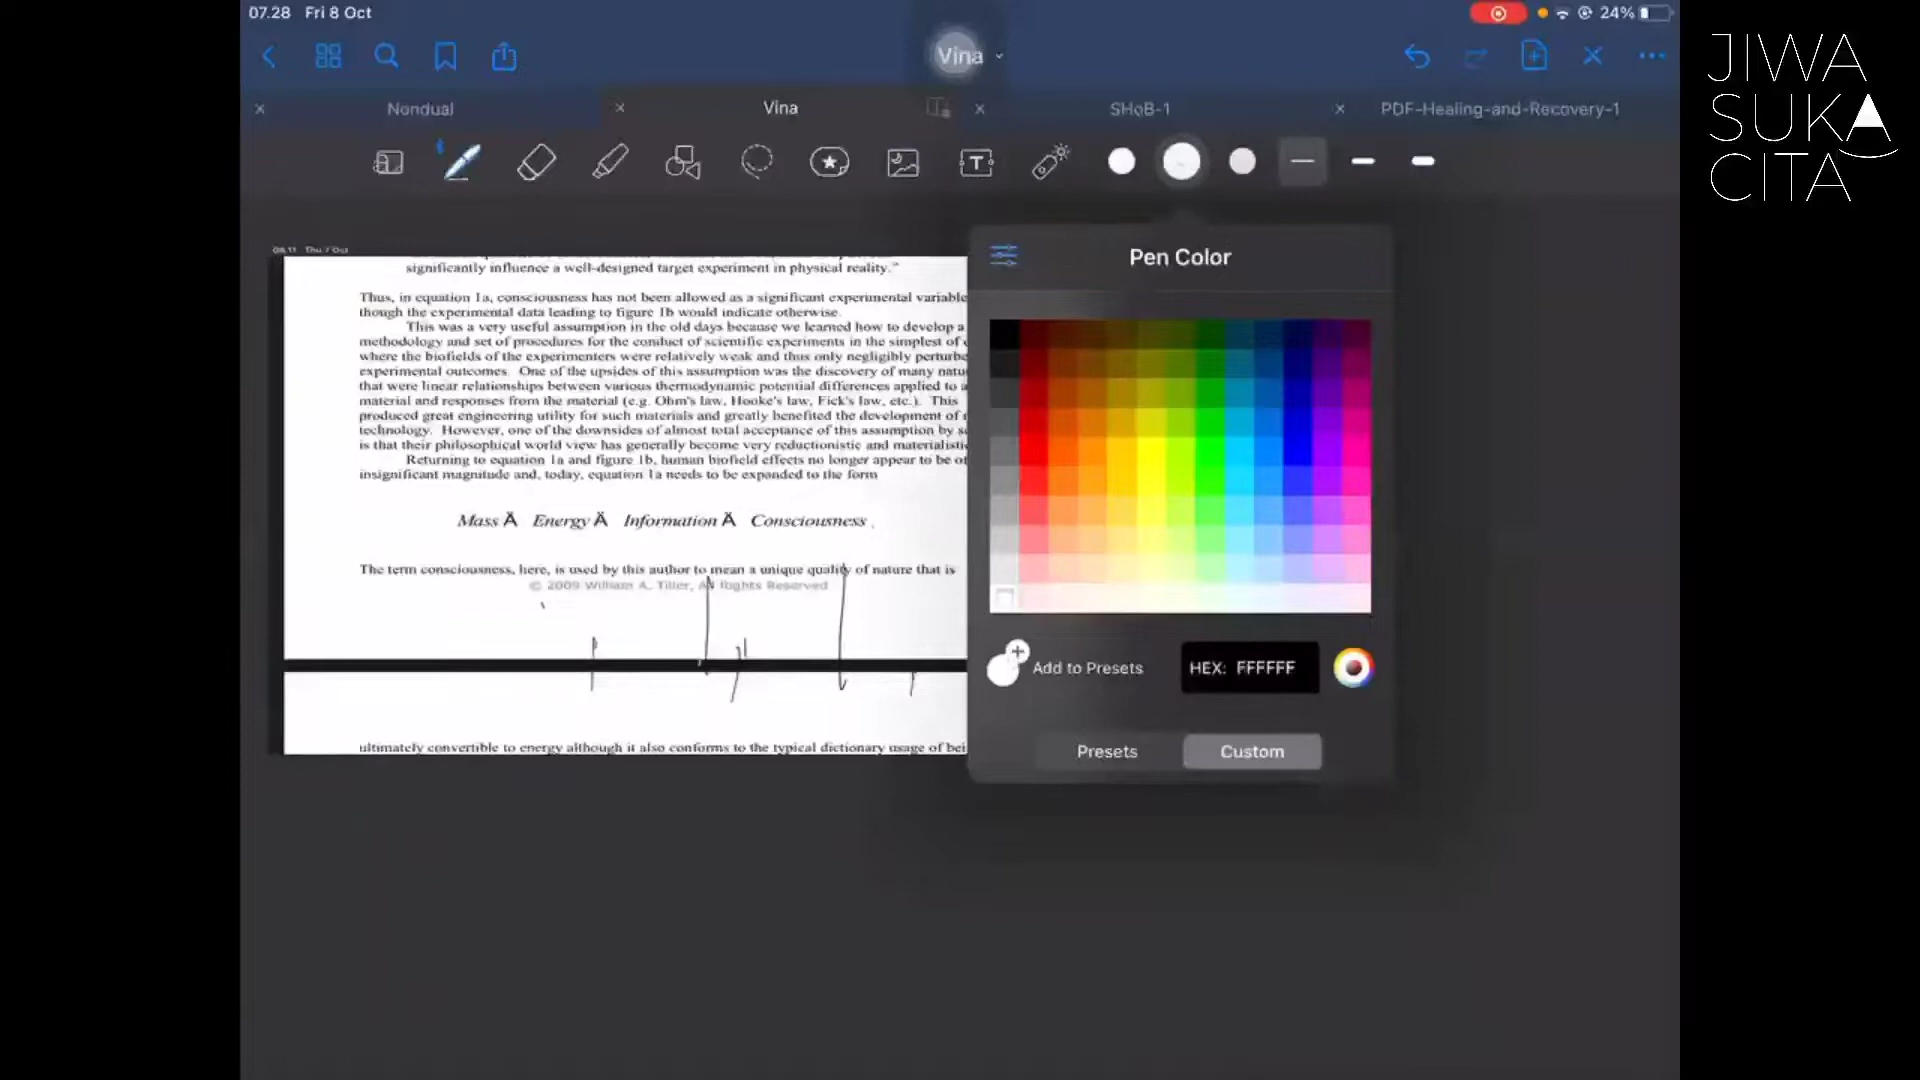 07.28 Fri 8 Oct
24%
JIWA
SUKA
CITA
Vina
Nondual
Vina
SHoB-1
PDF-Healing-and-Recovery-1
T
08.11 Thu 7 Oct
significantly influence a well-designed target experiment in physical reality."
Thus, in equation 1a, consciousness has not been allowed as a significant experimental variable
though the experimental data leading to figure 1b would indicate otherwise.
This was a very useful assumption in the old days because we learned how to develop a
methodology and set of procedures for the conduct of scientific experiments in the simplest of
where the biofields of the experimenters were relatively weak and thus only negligibly perturbe
experimental outcomes. One of the upsides of this assumption was the discovery of many natu
that were linear relationships between various thermodynamic potential differences applied to a
material and responses from the material (e.g. Ohm's law, Hooke's law, Fick's law, etc.). This
produced great engineering utility for such materials and greatly benefited the development of
technology. However, one of the downsides of almost total acceptance of this assumption by
is that their philosophical world view has generally become very reductionistic and materialistic
Returning to equation 1a and figure 1b, human biofield effects no longer appear to be of
insignificant magnitude and, today, equation 1a needs to be expanded to the form
Mass Ä Energy Ä Information Ä Consciousness .
The term consciousness, here, is used by this author to mean a unique quality of nature that is
© 2009 William A. Tiller, All Rights Reserved
ultimately convertible to energy although it also conforms to the typical dictionary usage of bei
Pen Color
Add to Presets
HEX: FFFFFF
Presets
Custom